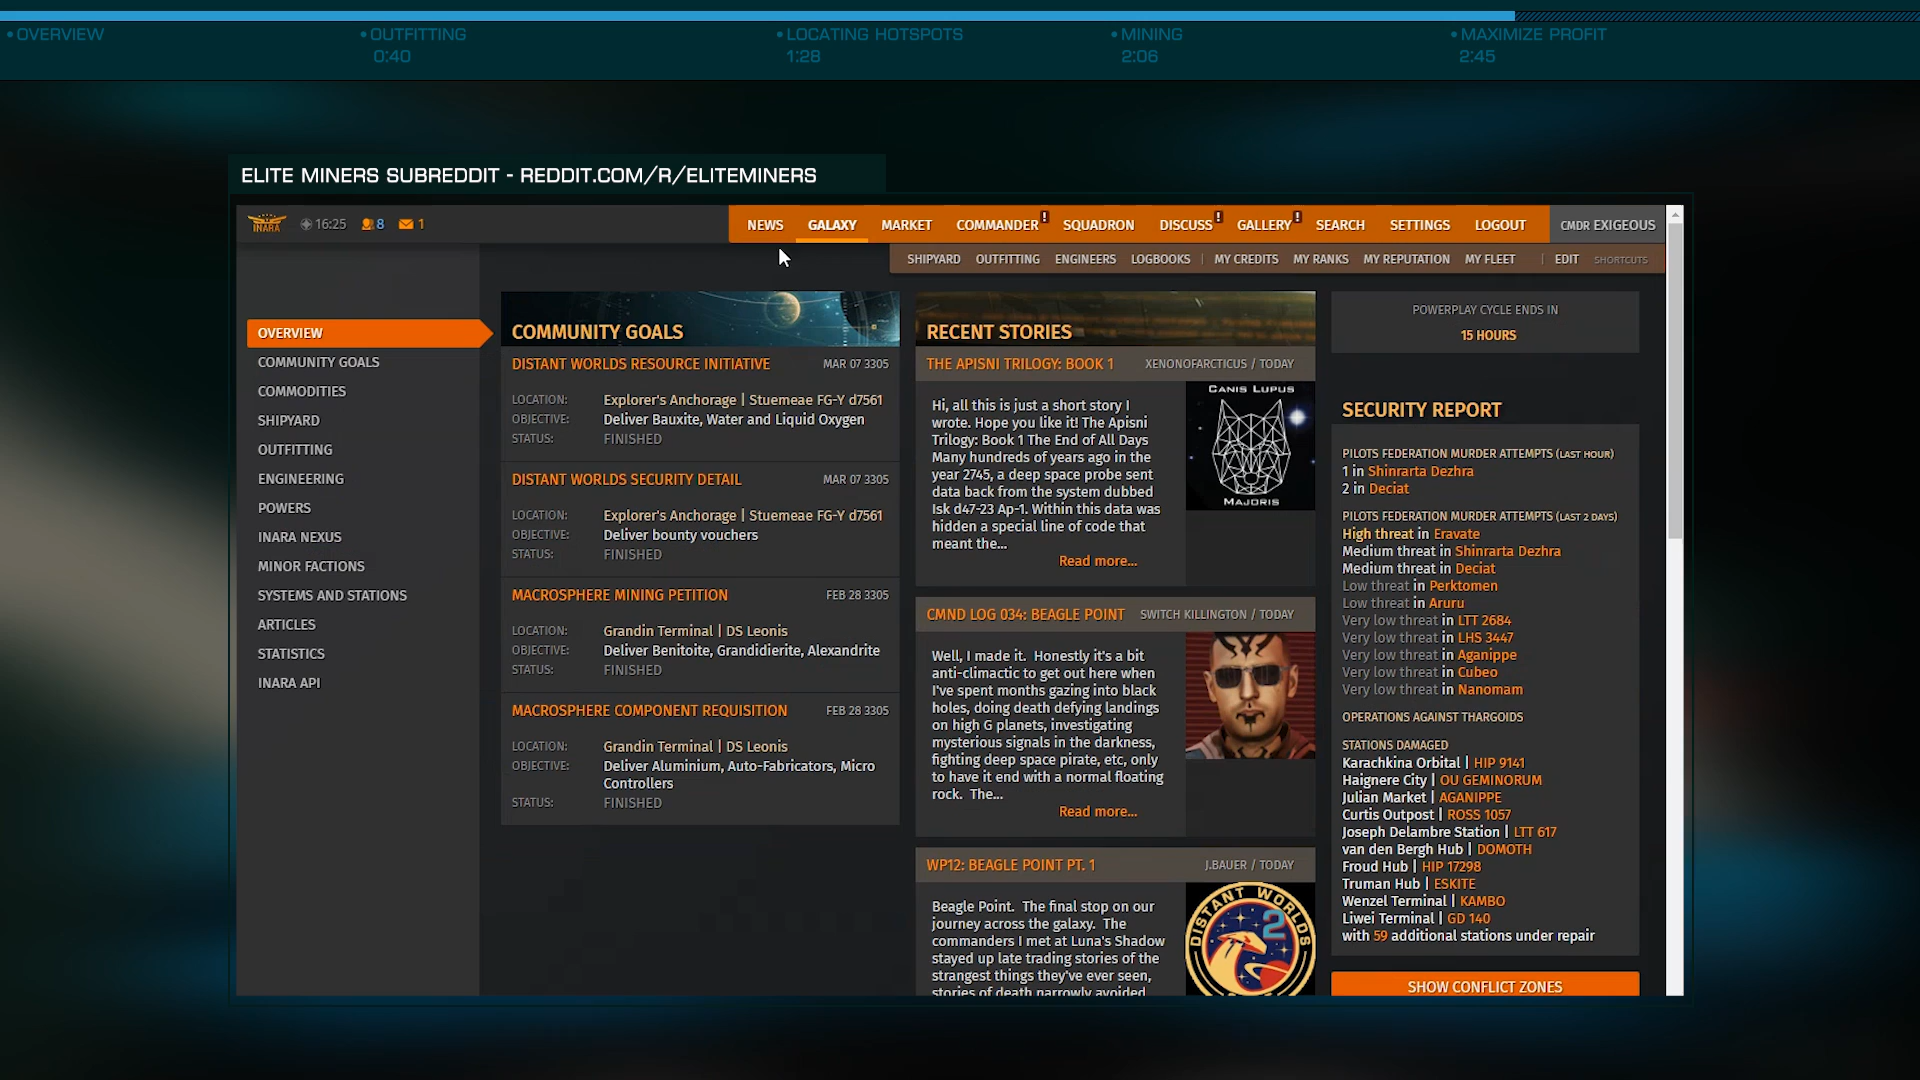 • OVERVIEW
• OUTFITTING
0:40
• LOCATING HOTSPOTS
1:28
• MINING
2:06
• MAXIMIZE PROFIT
2:45
ELITE MINERS SUBREDDIT - REDDIT.COM/R/ELITEMINERS
INARA
16:25 8 1
NEWS GALAXY MARKET COMMANDER ! SQUADRON DISCUSS ! GALLERY ! SEARCH SETTINGS LOGOUT CMDR EXIGEOUS
SHIPYARD OUTFITTING ENGINEERS LOGBOOKS | MY CREDITS MY RANKS MY REPUTATION MY FLEET | EDIT SHORTCUTS
OVERVIEW
COMMUNITY GOALS
COMMODITIES
SHIPYARD
OUTFITTING
ENGINEERING
POWERS
INARA NEXUS
MINOR FACTIONS
SYSTEMS AND STATIONS
ARTICLES
STATISTICS
INARA API
COMMUNITY GOALS
DISTANT WORLDS RESOURCE INITIATIVE MAR 07 3305
LOCATION: Explorer's Anchorage | Stuemeae FG-Y d7561
OBJECTIVE: Deliver Bauxite, Water and Liquid Oxygen
STATUS: FINISHED
DISTANT WORLDS SECURITY DETAIL MAR 07 3305
LOCATION: Explorer's Anchorage | Stuemeae FG-Y d7561
OBJECTIVE: Deliver bounty vouchers
STATUS: FINISHED
MACROSPHERE MINING PETITION FEB 28 3305
LOCATION: Grandin Terminal | DS Leonis
OBJECTIVE: Deliver Benitoite, Grandidierite, Alexandrite
STATUS: FINISHED
MACROSPHERE COMPONENT REQUISITION FEB 28 3305
LOCATION: Grandin Terminal | DS Leonis
OBJECTIVE: Deliver Aluminium, Auto-Fabricators, Micro
Controllers
STATUS: FINISHED
RECENT STORIES
THE APISNI TRILOGY: BOOK 1 XENONOFARCTICUS / TODAY
Hi, all this is just a short story I
wrote. Hope you like it! The Apisni
Trilogy: Book 1 The End of All Days
Many hundreds of years ago in the
year 2745, a deep space probe sent
data back from the system dubbed
Isk d47-23 Ap-1. Within this data was
hidden a special line of code that
meant the...
Read more...
CANIS LUPUS
MAJORIS
CMND LOG 034: BEAGLE POINT SWITCH KILLINGTON / TODAY
Well, I made it. Honestly it's a bit
anti-climactic to get out here when
I've spent months gazing into black
holes, doing death defying landings
on high G planets, investigating
mysterious signals in the darkness,
fighting deep space pirate, etc, only
to have it end with a normal floating
rock. The...
Read more...
WP12: BEAGLE POINT PT. 1 J.BAUER / TODAY
Beagle Point. The final stop on our
journey across the galaxy. The
commanders I met at Luna's Shadow
stayed up late trading stories of the
strangest things they've ever seen,
stories of death narrowly avoided
DISTANT WORLDS
2
POWERPLAY CYCLE ENDS IN
15 HOURS
SECURITY REPORT
PILOTS FEDERATION MURDER ATTEMPTS (LAST HOUR)
1 in Shinrarta Dezhra
2 in Deciat
PILOTS FEDERATION MURDER ATTEMPTS (LAST 2 DAYS)
High threat in Eravate
Medium threat in Shinrarta Dezhra
Medium threat in Deciat
Low threat in Perktomen
Low threat in Aruru
Very low threat in LTT 2684
Very low threat in LHS 3447
Very low threat in Aganippe
Very low threat in Cubeo
Very low threat in Nanomam
OPERATIONS AGAINST THARGOIDS
STATIONS DAMAGED
Karachkina Orbital | HIP 9141
Haignere City | OU GEMINORUM
Julian Market | AGANIPPE
Curtis Outpost | ROSS 1057
Joseph Delambre Station | LTT 617
van den Bergh Hub | DOMOTH
Froud Hub | HIP 17298
Truman Hub | ESKITE
Wenzel Terminal | KAMBO
Liwei Terminal | GD 140
with 59 additional stations under repair
SHOW CONFLICT ZONES